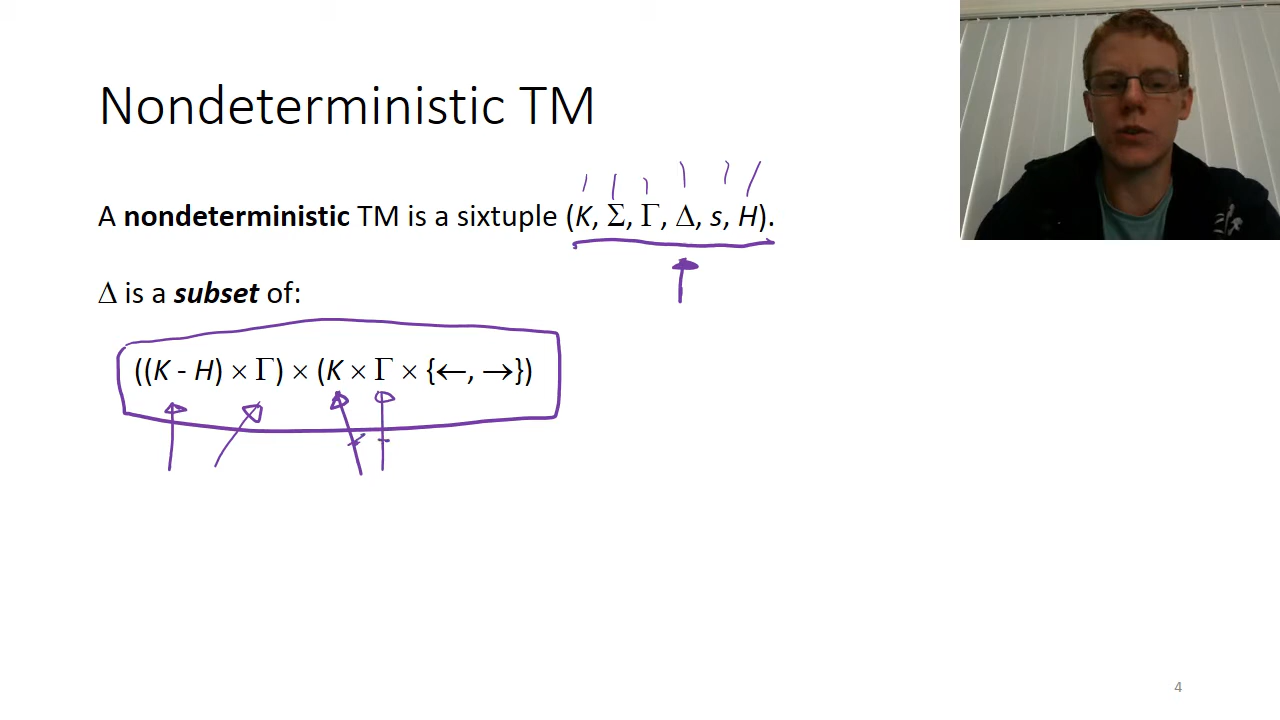 Nondeterministic TM
A nondeterministic TM is a sixtuple (K, Σ, Γ, Δ, s, H).
Δ is a subset of:
((K - H) × Γ) × (K × Γ × {←, →})
4